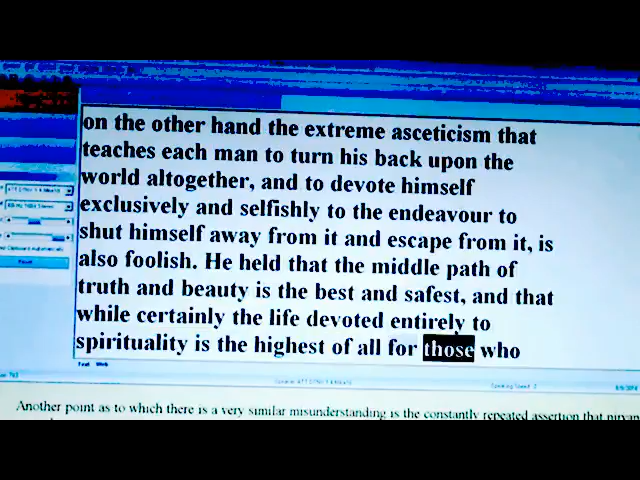 on the other hand the extreme asceticism that
teaches each man to turn his back upon the
world altogether, and to devote himself
exclusively and selfishly to the endeavour to
shut himself away from it and escape from it, is
also foolish. He held that the middle path of
truth and beauty is the best and safest, and that
while certainly the life devoted entirely to
spirituality is the highest of all for those who
Text Web
Another point as to which there is a very similar misunderstanding is the constantly repeated assertion that nirvan